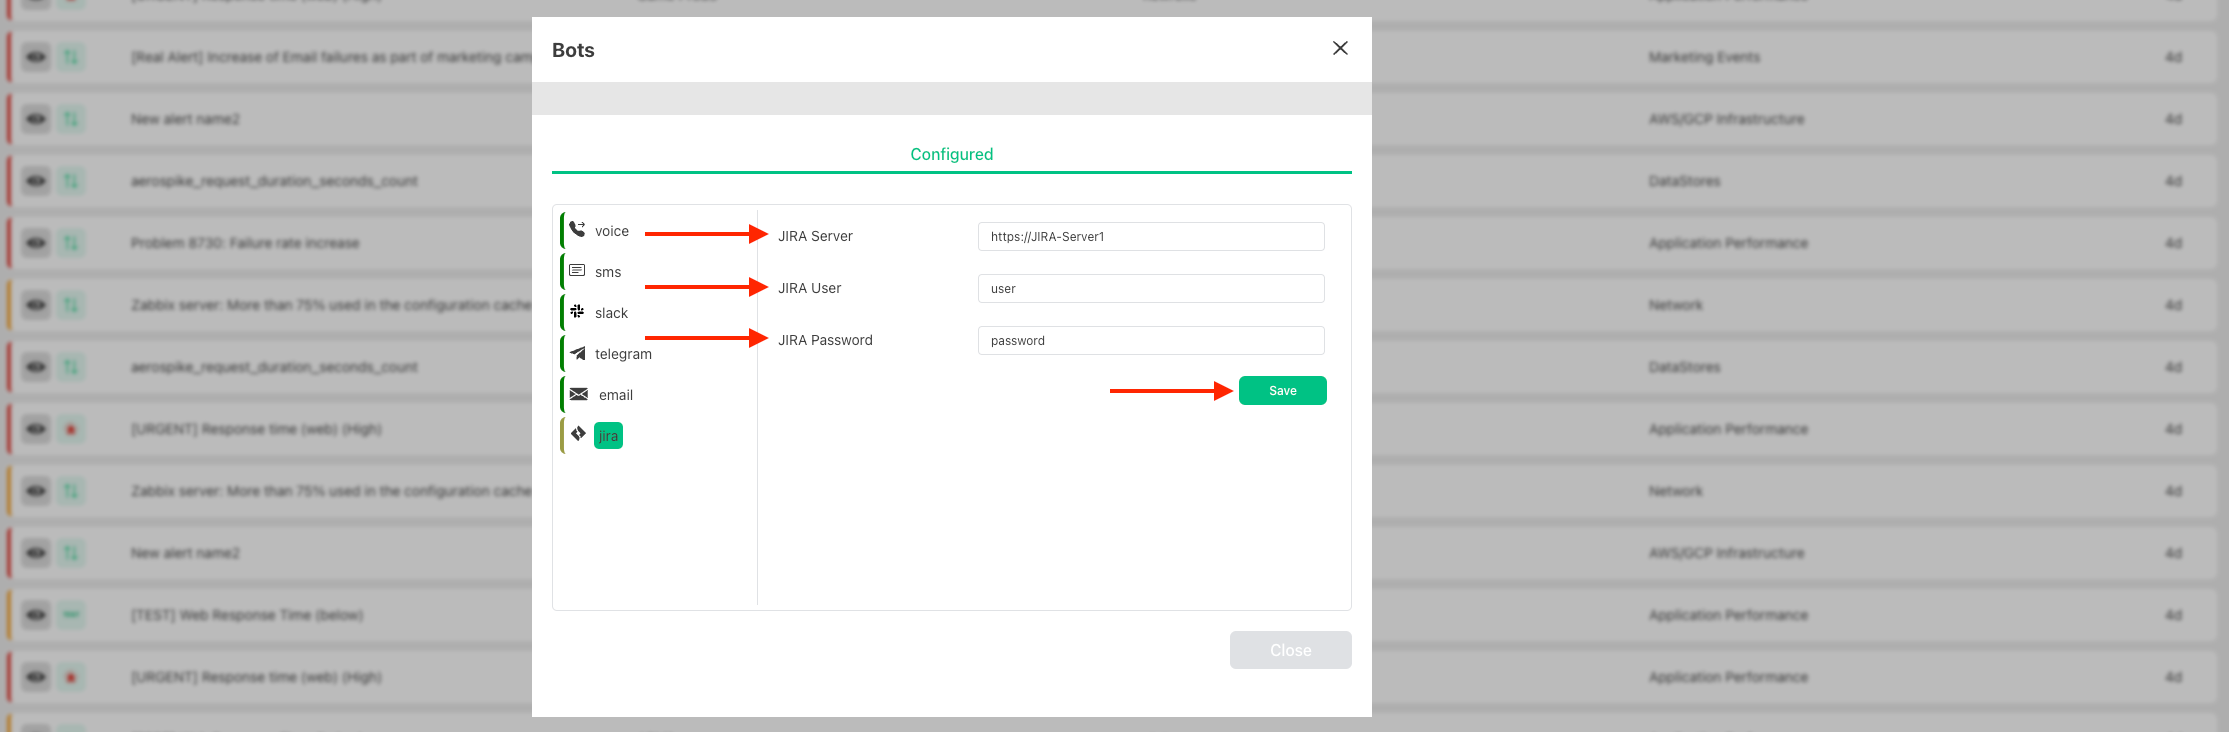 Bots
Configured
voice
sms
slack
telegram
email
jira
JIRA Server
https://JIRA-Server1
JIRA User
user
JIRA Password
password
Save
Close
[Real Alert] Increase of Email failures as part of marketing cam
Marketing Events
4d
New alert name2
AWS/GCP Infrastructure
4d
aerospike_request_duration_seconds_count
DataStores
4d
Problem 8730: Failure rate increase
Application Performance
4d
Zabbix server: More than 75% used in the configuration cache
Network
4d
aerospike_request_duration_seconds_count
DataStores
4d
[URGENT] Response time (web) (High)
Application Performance
4d
Zabbix server: More than 75% used in the configuration cache
Network
4d
New alert name2
AWS/GCP Infrastructure
4d
[TEST] Web Response Time (below)
Application Performance
4d
[URGENT] Response time (web) (High)
Application Performance
4d